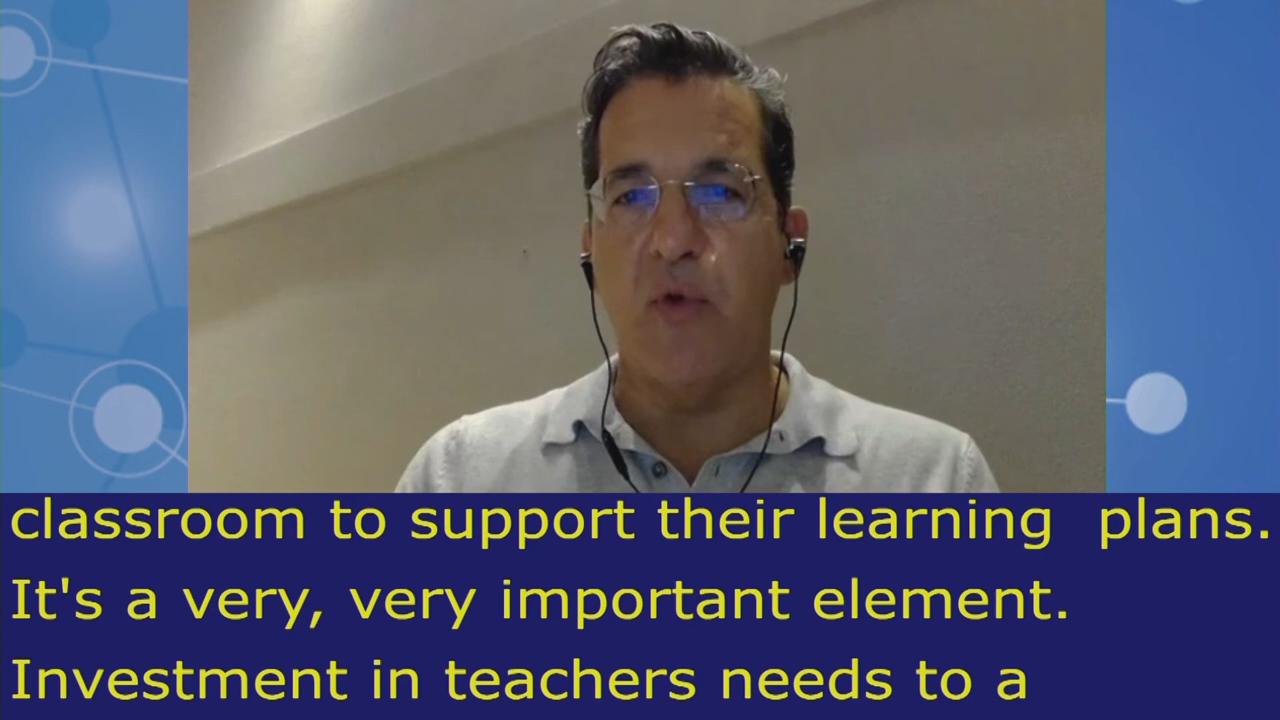 classroom to support their learning  plans.
It's a very, very important element.
Investment in teachers needs to a